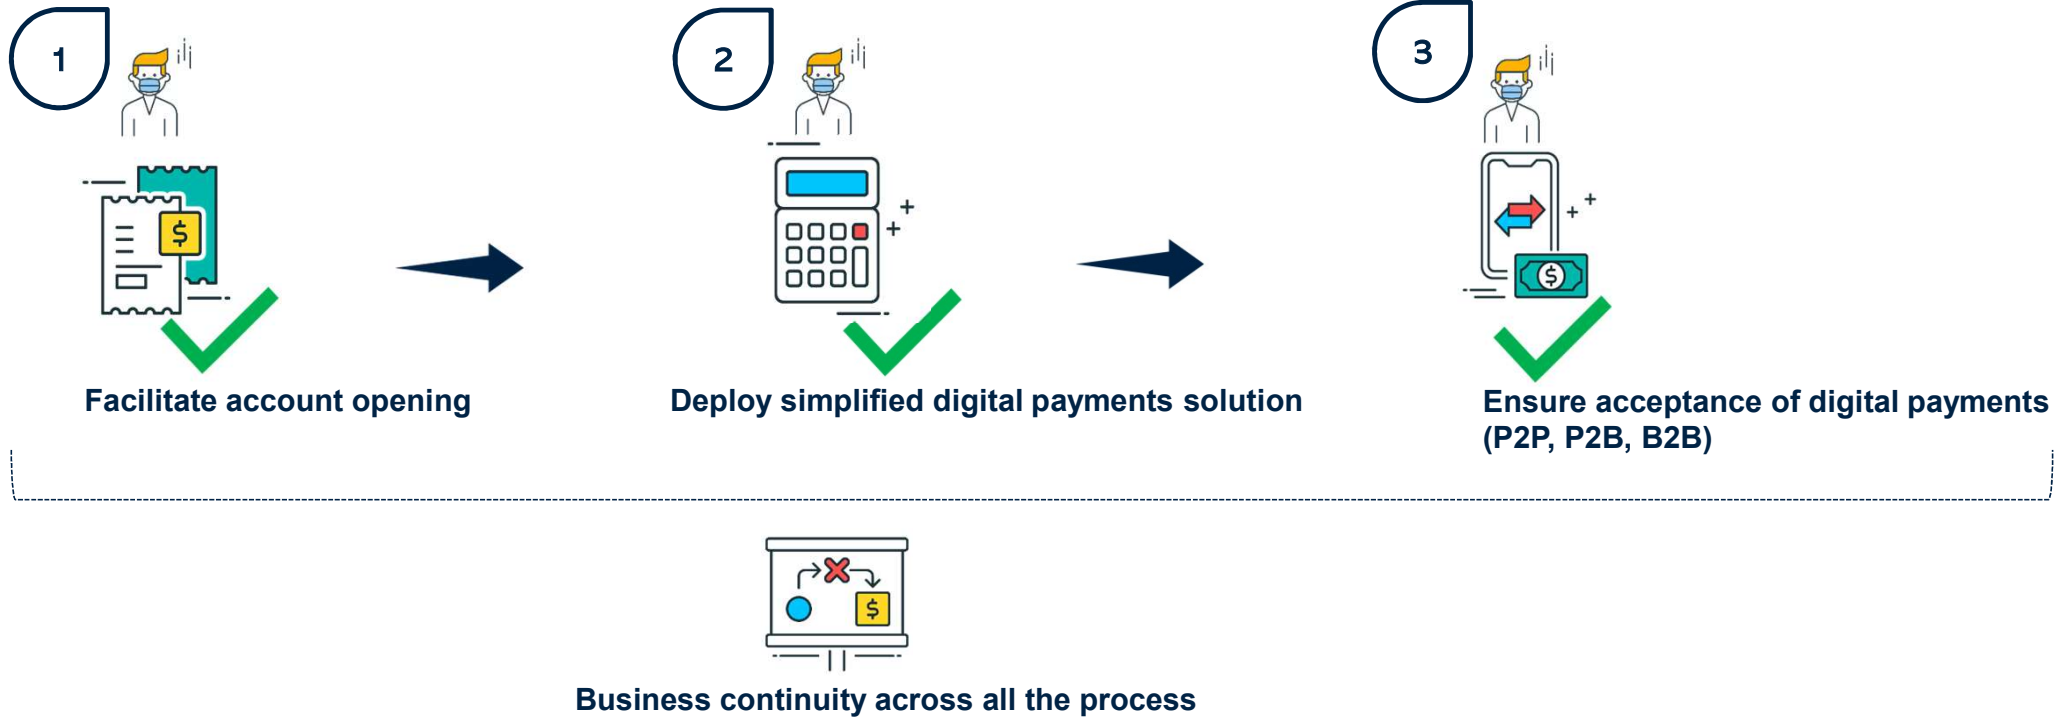 1
2
3
$
$
Facilitate account opening
Deploy simplified digital payments solution
Ensure acceptance of digital payments
(P2P, P2B, B2B)
$
Business continuity across all the process